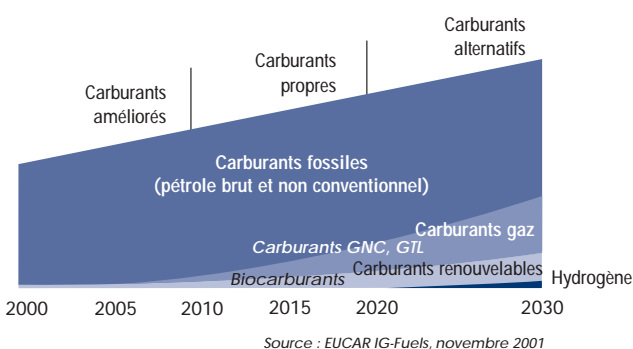 Carburants
améliorés
Carburants
propres
Carburants
alternatifs
Carburants fossiles
(pétrole brut et non conventionnel)
Carburants gaz
Carburants GNC, GTL
Carburants renouvelables
Biocarburants
Hydrogène
2000 2005 2010 2015 2020 2030
Source : EUCAR IG-Fuels, novembre 2001